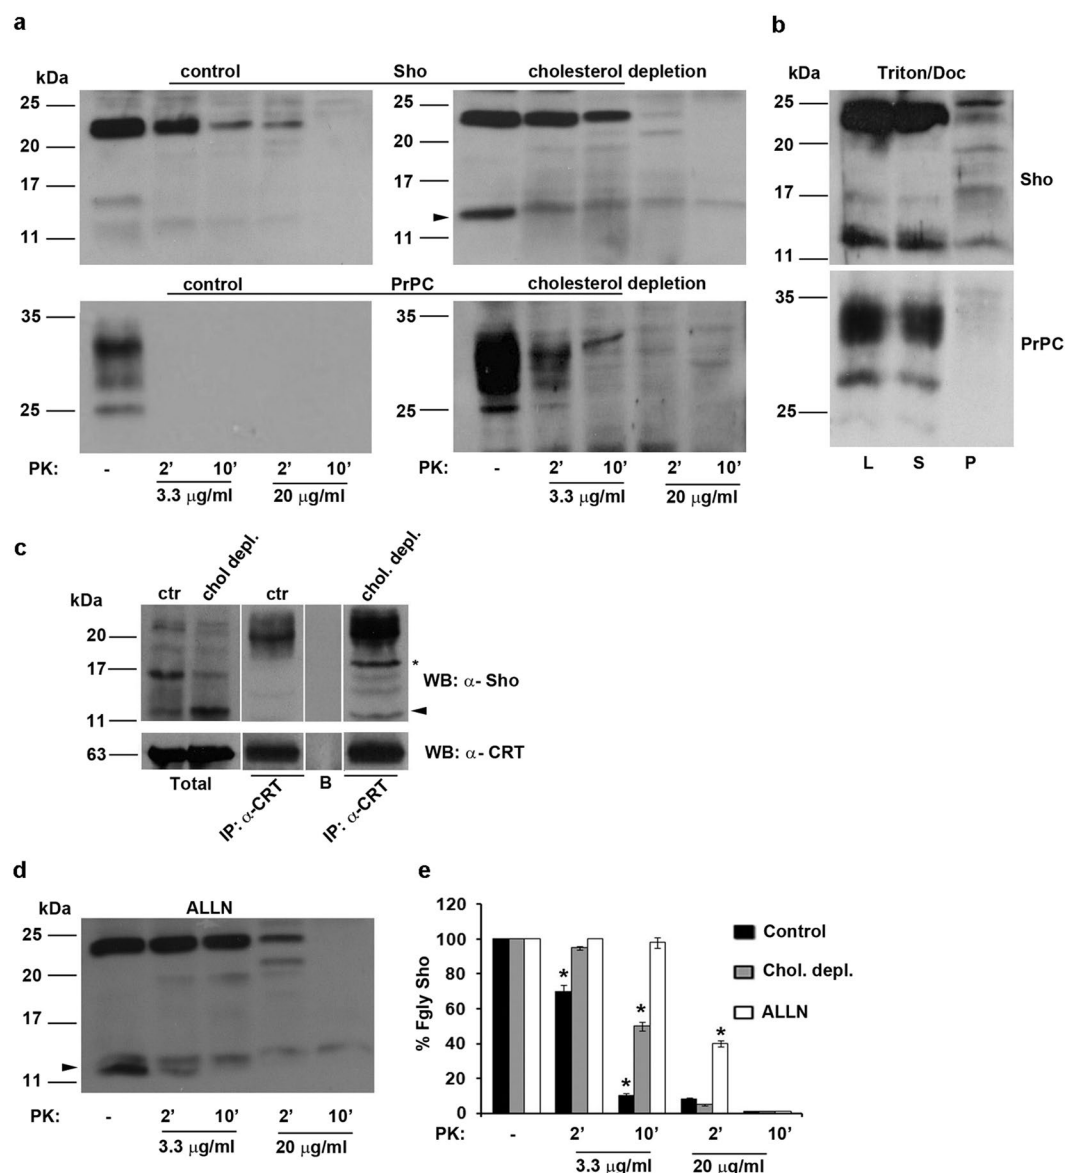 a
kDa control Sho cholesterol depletion
25
20
17
11
25
20
17
11
control PrPC cholesterol depletion
35
25
35
25
PK: - 2' 10' 2' 10' - 2' 10' 2' 10'
3.3 µg/ml 20 µg/ml 3.3 µg/ml 20 µg/ml
b
kDa Triton/Doc
25
20
17
11
Sho
35
25
PrPC
L S P
c
kDa ctr chol depl. ctr chol. depl.
20
17
11
*
WB: α- Sho
63
WB: α- CRT
Total IP: α-CRT B IP: α-CRT
d
kDa ALLN
25
20
17
11
PK: - 2' 10' 2' 10'
3.3 µg/ml 20 µg/ml
e
% Fgly Sho
120
100
80
60
40
20
0
* * * *
Control
Chol. depl.
ALLN
PK: - 2' 10' 2' 10'
3.3 µg/ml 20 µg/ml